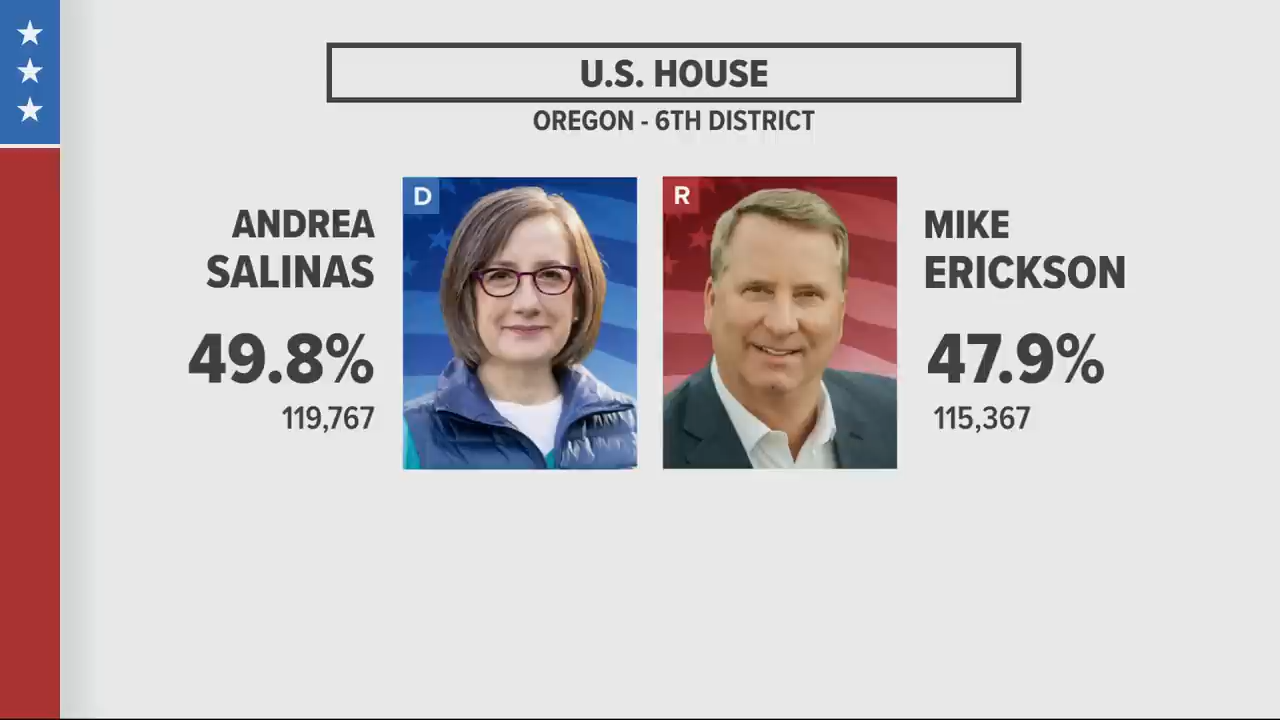 U.S. HOUSE
OREGON - 6TH DISTRICT
D
ANDREA
SALINAS
49.8%
119,767
R
MIKE
ERICKSON
47.9%
115,367